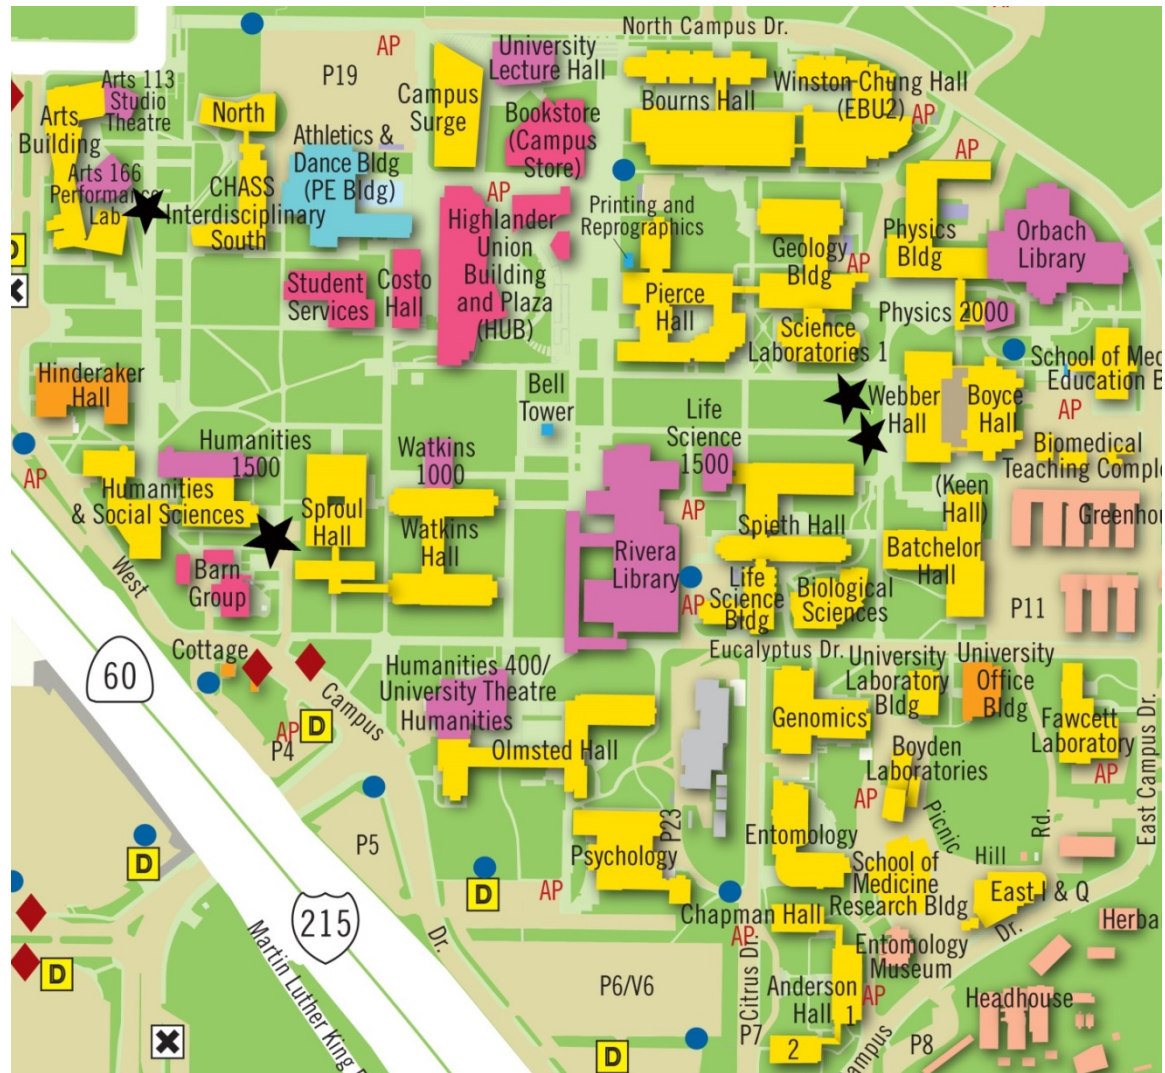 North Campus Dr.
AP
P19
University
Lecture Hall
Arts 113
Studio
Theatre
Arts
Building
North
Campus
Surge
Bookstore
(Campus
Store)
Bourns Hall
Winston Chung Hall
(EBU2)
AP
Athletics &
Dance Bldg
(PE Bldg)
AP
Arts 166
Performance
Lab
CHASS
Interdisciplinary
South
AP
Highlander
Union
Building
and Plaza
(HUB)
Printing and
Reprographics
Geology
Bldg
AP
Physics
Bldg
Orbach
Library
D
Student
Services
Costo
Hall
Pierce
Hall
Science
Laboratories 1
Physics 2000
School of Med
Education B
AP
Hinderaker
Hall
Bell
Tower
Webber
Hall
Boyce
Hall
Life
Science
1500
Humanities
1500
Watkins
1000
Biomedical
Teaching Comple
AP
Humanities
& Social Sciences
Sproul
Hall
Watkins
Hall
AP
Spieth Hall
(Keen
Hall)
Greenhou
Batchelor
Hall
Rivera
Library
West
Barn
Group
AP
Life
Science
Bldg
Biological
Sciences
P11
Cottage
60
Eucalyptus Dr.
Humanities 400/
University Theatre
Humanities
University
Laboratory
Bldg
University
Office
Bldg
Campus
AP
D
P4
Genomics
Fawcett
Laboratory
AP
Olmsted Hall
Boyden
Laboratories
AP
East Campus Dr.
P5
Psychology
P23
Entomology
Picnic
Hill
Rd.
D
D
AP
School of
Medicine
Research Bldg
East I & Q
Dr.
Chapman Hall
AP
215
Dr.
Entomology
Museum
Herba
D
Martin Luther King
P6/V6
Citrus Dr.
Anderson
Hall 1
AP
Headhouse
P7
2
P8
ampus
D